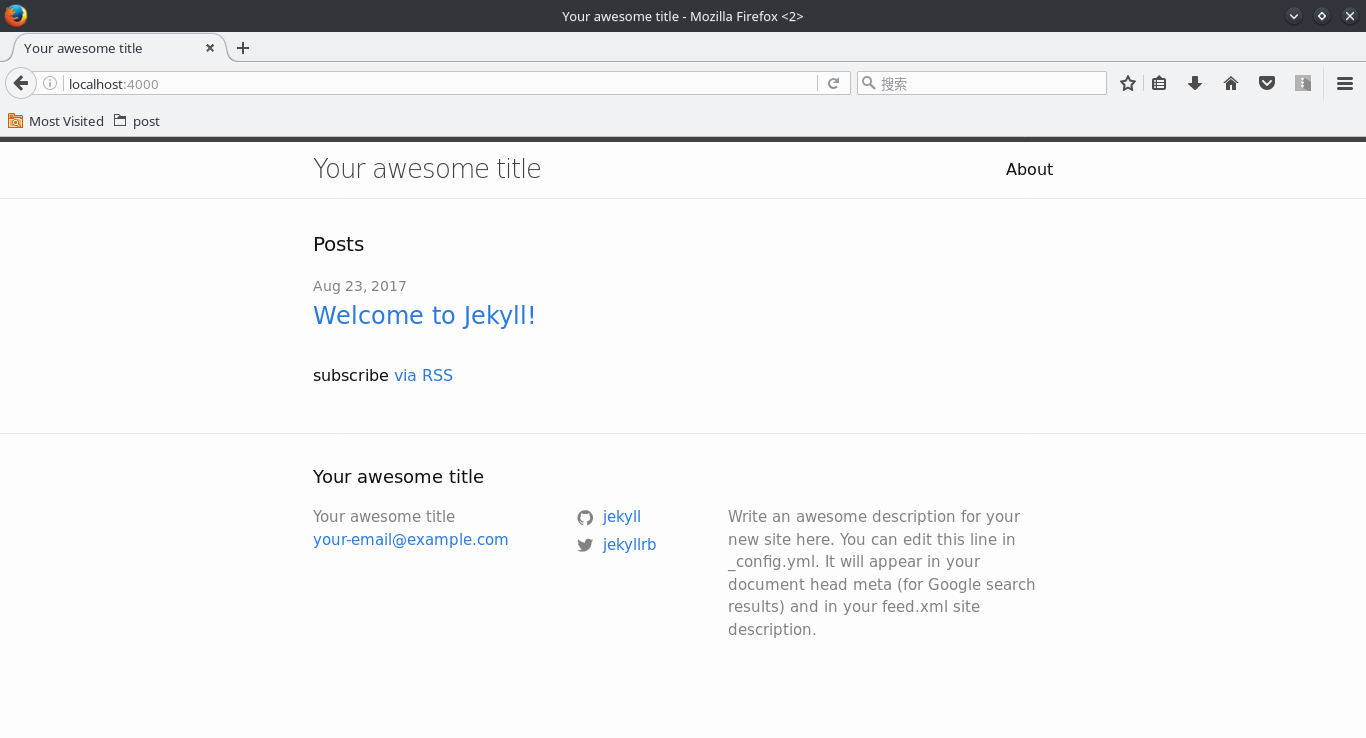 Your awesome title - Mozilla Firefox <2>
Your awesome title
localhost:4000
搜索
Most Visited
post
Your awesome title
About
Posts
Aug 23, 2017
Welcome to Jekyll!
subscribe via RSS
Your awesome title
Your awesome title
your-email@example.com
jekyll
jekyllrb
Write an awesome description for your
new site here. You can edit this line in
_config.yml. It will appear in your
document head meta (for Google search
results) and in your feed.xml site
description.